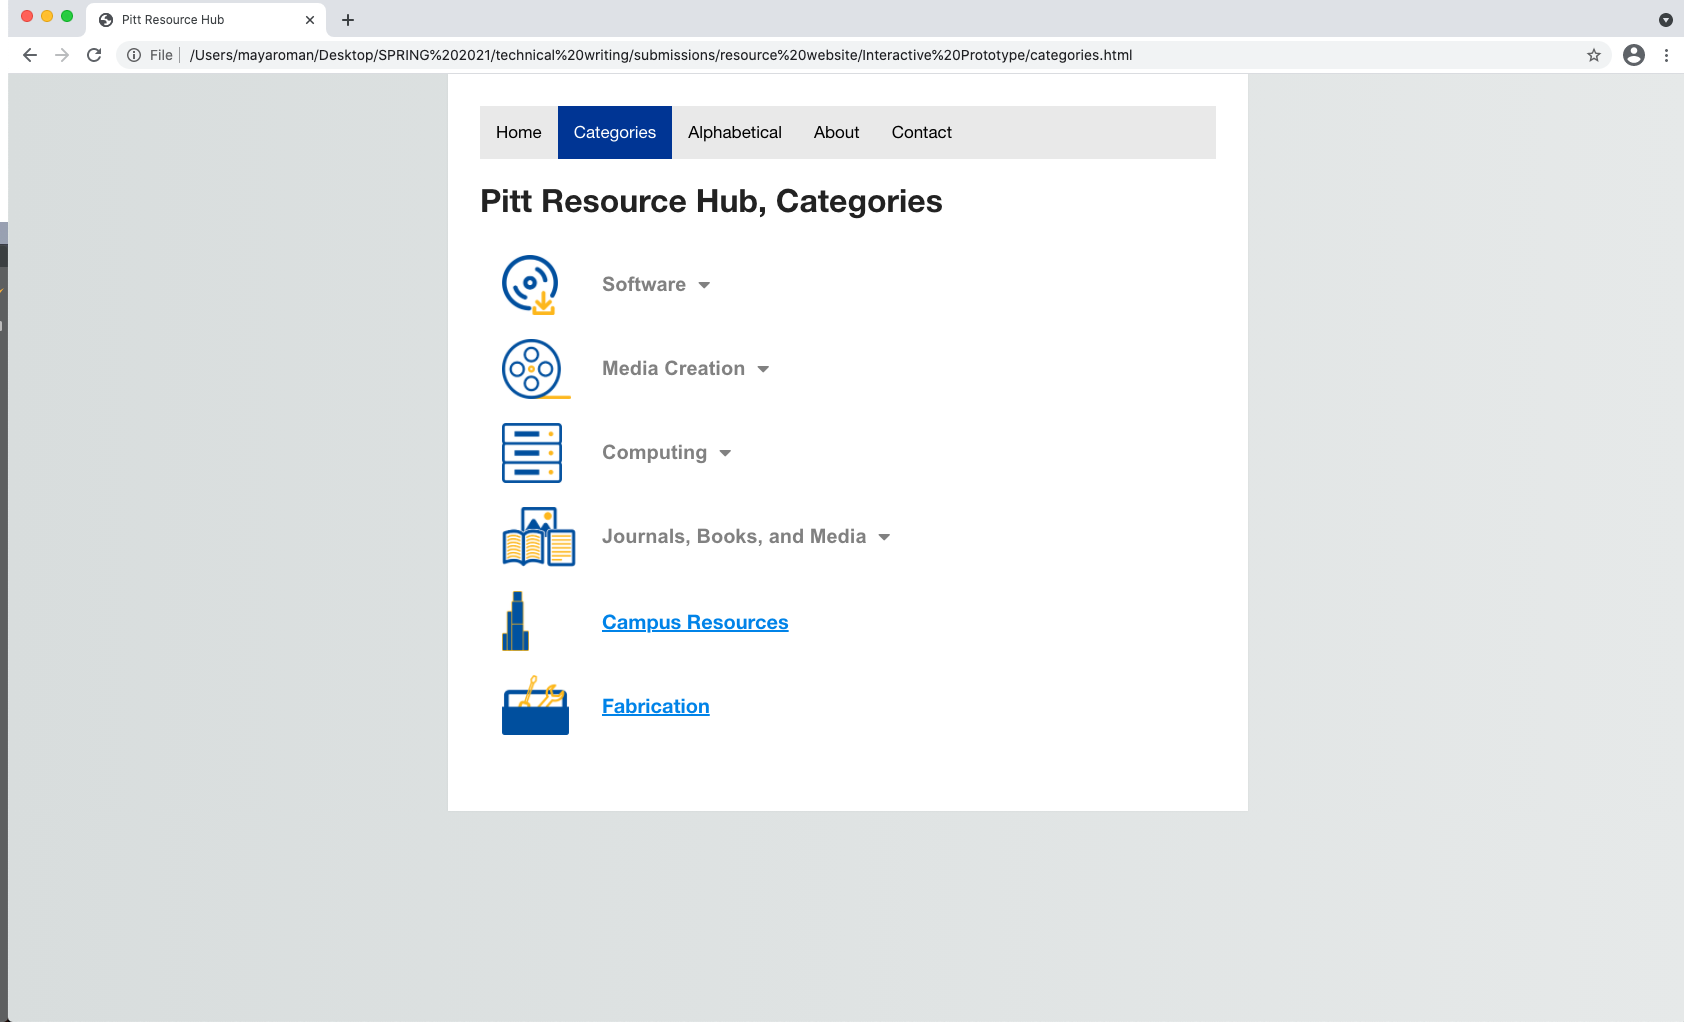 Pitt Resource Hub
File /Users/mayaroman/Desktop/SPRING%202021/technical%20writing/submissions/resource%20website/Interactive%20Prototype/categories.html
Home Categories Alphabetical About Contact
Pitt Resource Hub, Categories
Software
Media Creation
Computing
Journals, Books, and Media
Campus Resources
Fabrication